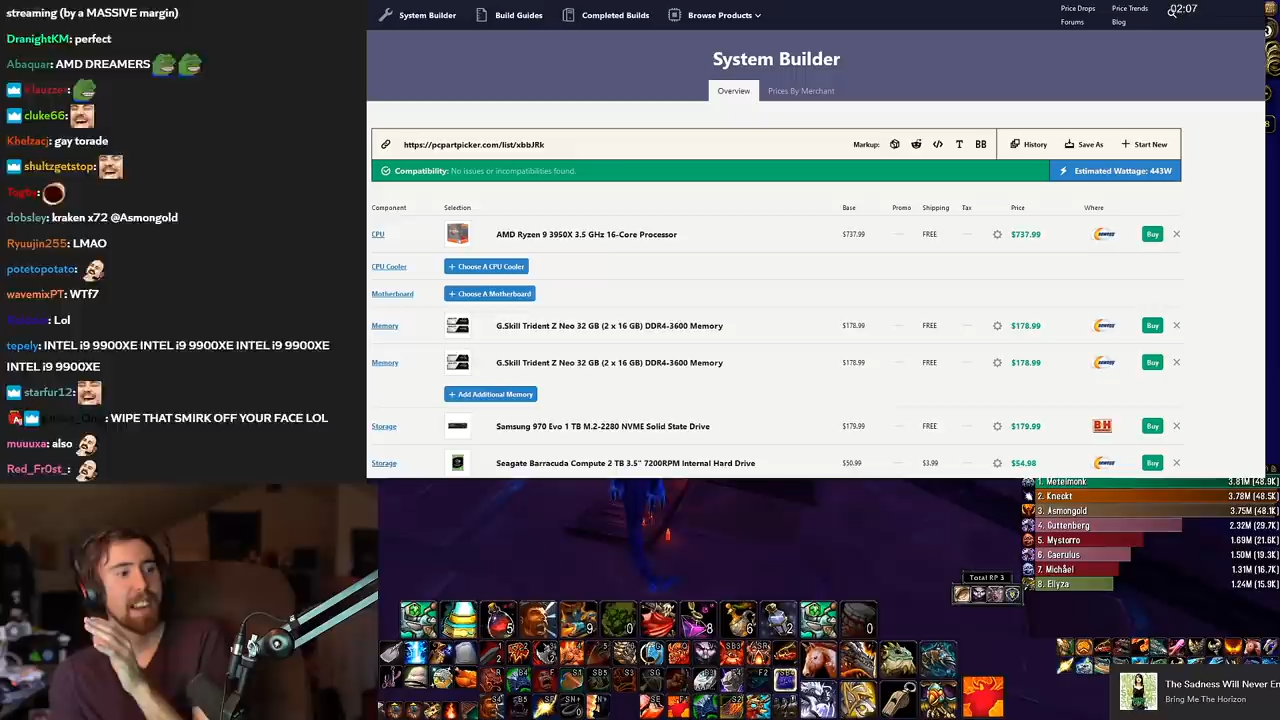 streaming (by a MASSIVE margin)
DranightKM: perfect
Abaquar: AMD DREAMERS
cluke66:
Khelzacj: gay torade
shultzgetstop:
Togby:
dobsley: kraken x72 @Asmongold
Ryuujin255: LMAO
potetopotato:
wavemixPT: WTf7
Lol
tepely: INTEL i9 9900XE INTEL i9 9900XE INTEL i9 9900XE
INTEL i9 9900XE
starfur12:
: WIPE THAT SMIRK OFF YOUR FACE LOL
muuuxa: also
Red_Fr0st_:
System Builder
Build Guides
Completed Builds
Browse Products
Price Drops
Price Trends
Forums
Blog
02:07
System Builder
Overview
Prices By Merchant
https://pcpartpicker.com/list/xbbJRk
Markup:
T
BB
History
Save As
+ Start New
Compatibility: No issues or incompatibilities found.
Estimated Wattage: 443W
Component Selection Base Promo Shipping Tax Price Where
CPU AMD Ryzen 9 3950X 3.5 GHz 16-Core Processor $737.99 — FREE — $737.99 Buy
CPU Cooler + Choose A CPU Cooler
Motherboard + Choose A Motherboard
Memory G.Skill Trident Z Neo 32 GB (2 x 16 GB) DDR4-3600 Memory $178.99 — FREE — $178.99 Buy
Memory G.Skill Trident Z Neo 32 GB (2 x 16 GB) DDR4-3600 Memory $178.99 — FREE — $178.99 Buy
+ Add Additional Memory
Storage Samsung 970 Evo 1 TB M.2-2280 NVME Solid State Drive $179.99 — FREE — $179.99 BH Buy
Storage Seagate Barracuda Compute 2 TB 3.5" 7200RPM Internal Hard Drive $50.99 — $3.99 — $54.98 Buy
1. Meteimonk 3.81M (48.9K)
2. Kneckt 3.78M (48.5K)
3. Asmongold 3.75M (48.1K)
4. Guttenberg 2.32M (29.7K)
5. Mystorro 1.69M (21.6K)
6. Caerulus 1.50M (19.3K)
7. Michåel 1.31M (16.7K)
8. Ellyza 1.24M (15.9K)
Total RP 3
The Sadness Will Never En
Bring Me The Horizon